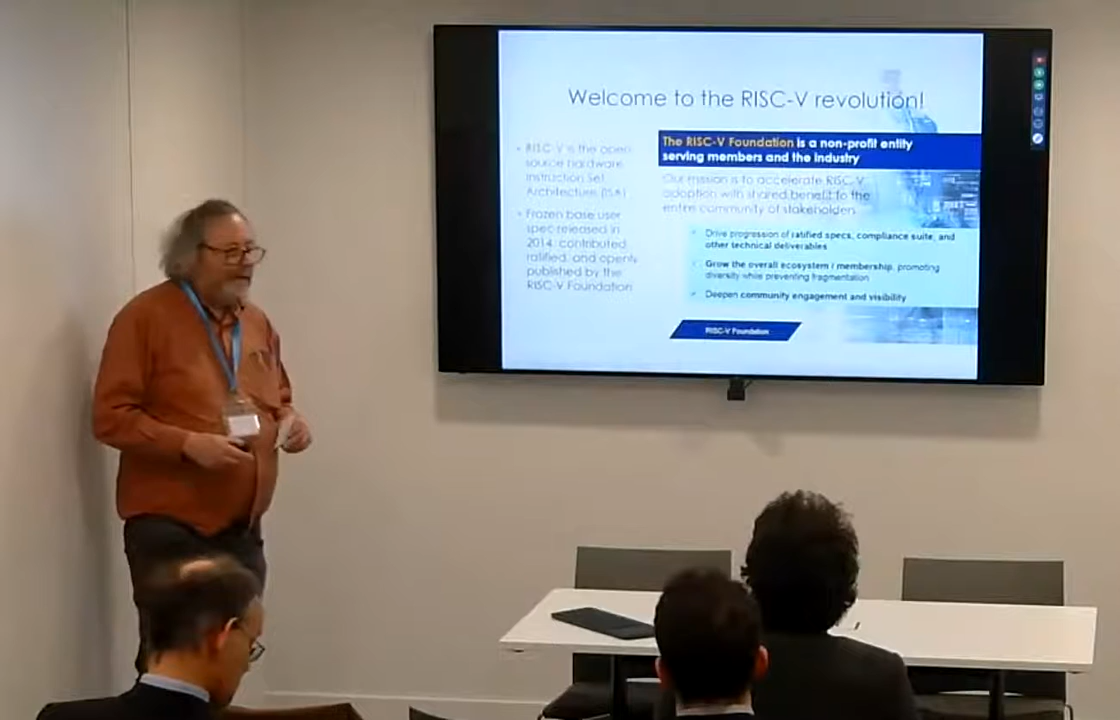 Welcome to the RISC-V revolution!
• RISC-V is the open
source hardware
Instruction Set
Architecture (ISA)
• Frozen base user
spec released in
2014, contributed,
ratified, and openly
published by the
RISC-V Foundation
The RISC-V Foundation is a non-profit entity
serving members and the industry
Our mission is to accelerate RISC-V
adoption with shared benefit to the
entire community of stakeholders.
Drive progression of ratified specs, compliance suite, and
other technical deliverables
Grow the overall ecosystem / membership, promoting
diversity while preventing fragmentation
Deepen community engagement and visibility
RISC-V Foundation